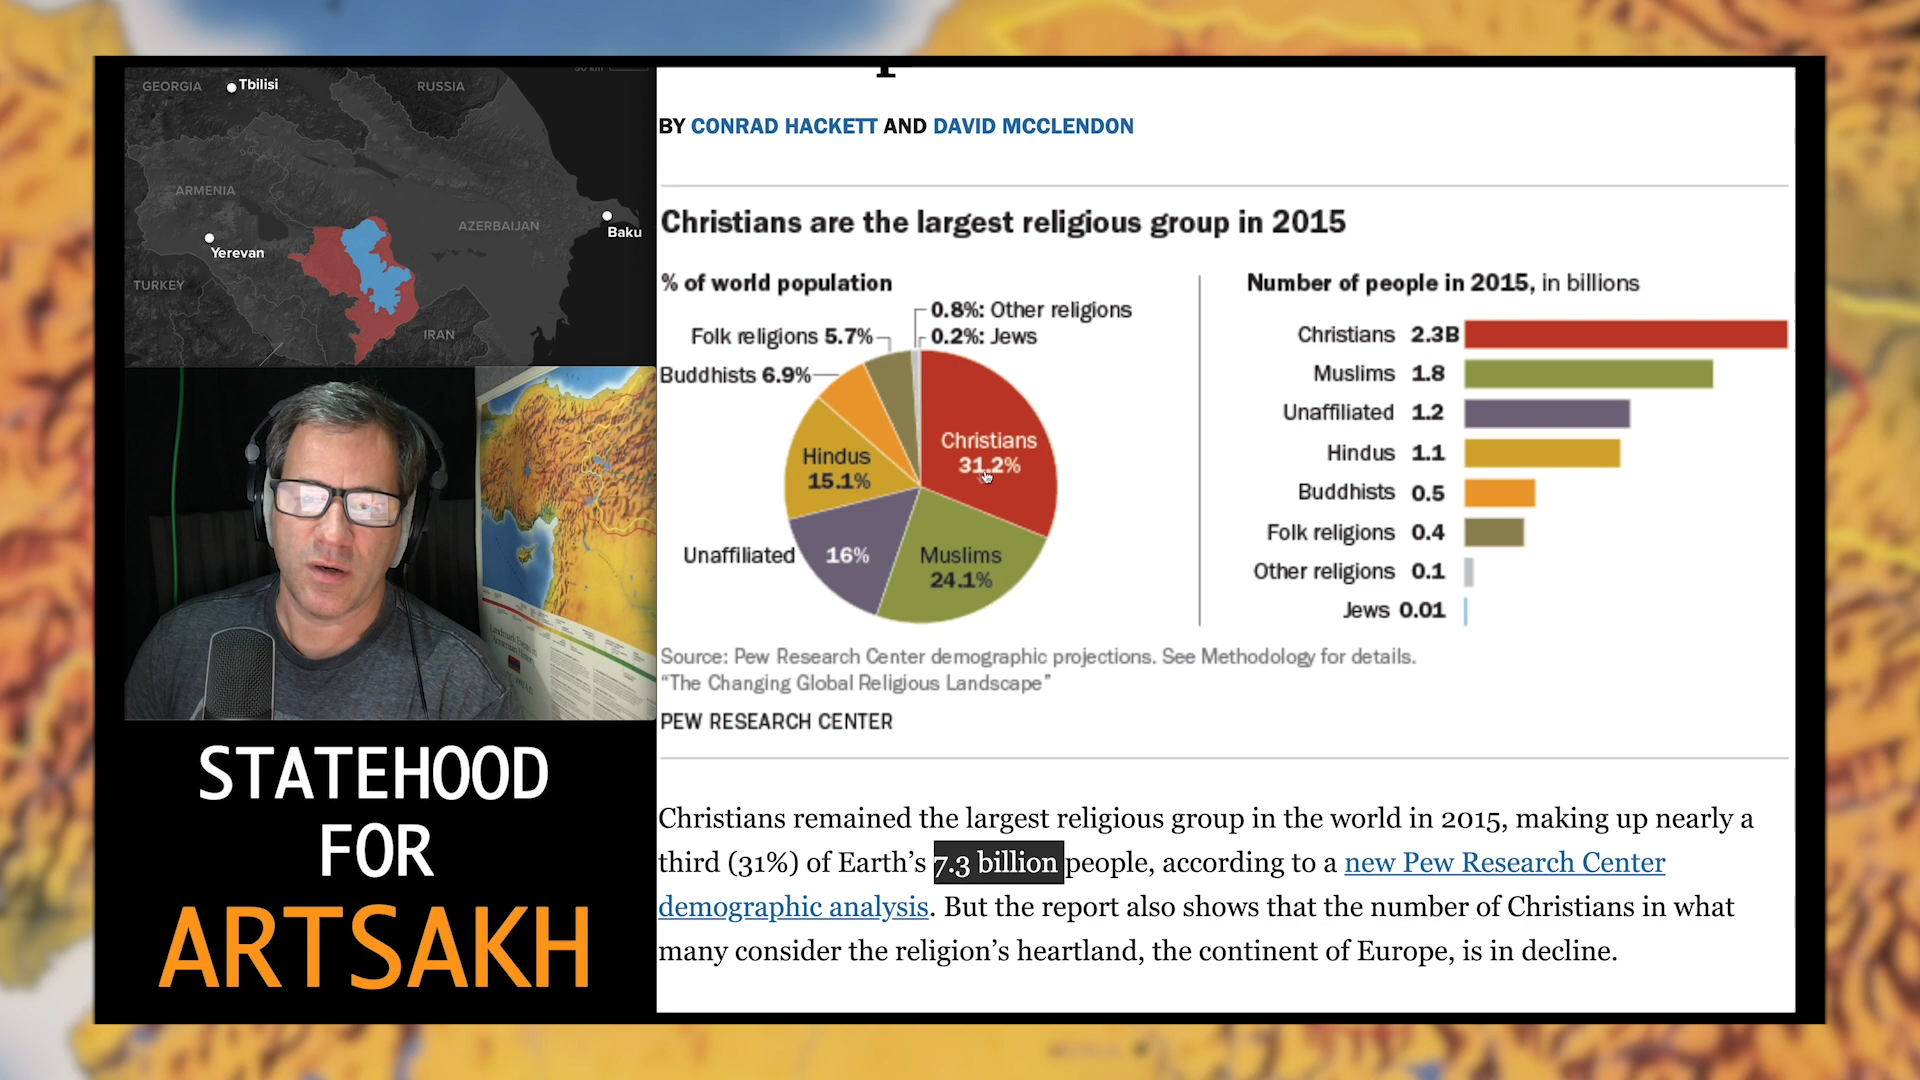 GEORGIA
Tbilisi
RUSSIA
ARMENIA
AZERBAIJAN
Baku
Yerevan
TURKEY
IRAN
STATEHOOD
FOR
ARTSAKH
BY CONRAD HACKETT AND DAVID MCCLENDON
Christians are the largest religious group in 2015
% of world population
0.8%: Other religions
0.2%: Jews
Folk religions 5.7%
Buddhists 6.9%
Christians
31.2%
Hindus
15.1%
Unaffiliated 16%
Muslims
24.1%
Number of people in 2015, in billions
Christians 2.3B
Muslims 1.8
Unaffiliated 1.2
Hindus 1.1
Buddhists 0.5
Folk religions 0.4
Other religions 0.1
Jews 0.01
Source: Pew Research Center demographic projections. See Methodology for details.
“The Changing Global Religious Landscape”
PEW RESEARCH CENTER
Christians remained the largest religious group in the world in 2015, making up nearly a
third (31%) of Earth’s 7.3 billion people, according to a new Pew Research Center
demographic analysis. But the report also shows that the number of Christians in what
many consider the religion’s heartland, the continent of Europe, is in decline.